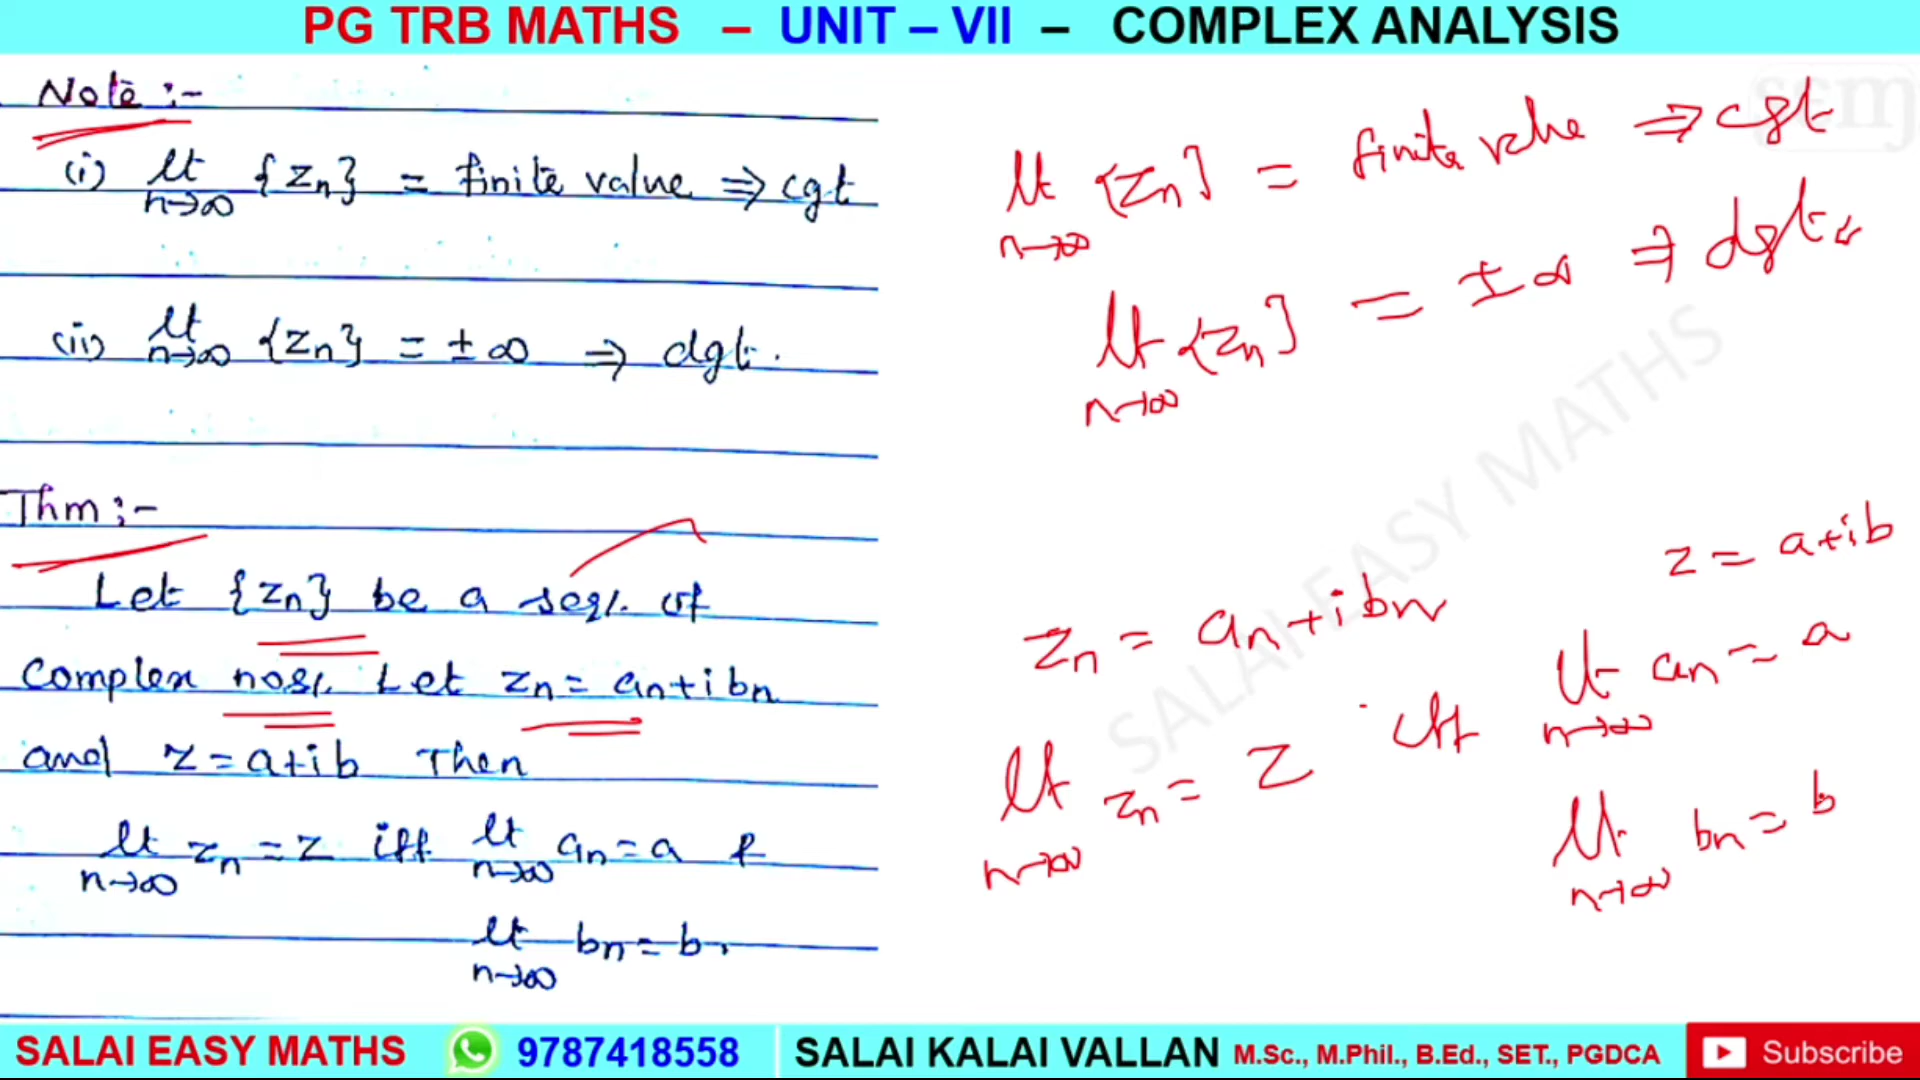 PG TRB MATHS – UNIT – VII – COMPLEX ANALYSIS
Note :-
(i) lt n→∞ {zn} = finite value ⇒ cgt
(ii) lt n→∞ {zn} = ±∞ ⇒ dgt.
Thm :-
Let {zn} be a seq/. of
Complex nos/. Let zn = an+ibn
and z = a+ib Then
lt n→∞ zn = z iff lt n→∞ an = a &
lt n→∞ bn = b.
lt n→∞ {zn} = finite value ⇒ cgt
lt n→∞ {zn} = ±∞ ⇒ dgt
z = a+ib
zn = an+ibn
lt n→∞ an = a
lt n→∞ zn = z iff
lt n→∞ bn = b
SALAI EASY MATHS
SALAI EASY MATHS 9787418558 SALAI KALAI VALLAN M.Sc., M.Phil., B.Ed., SET., PGDCA Subscribe